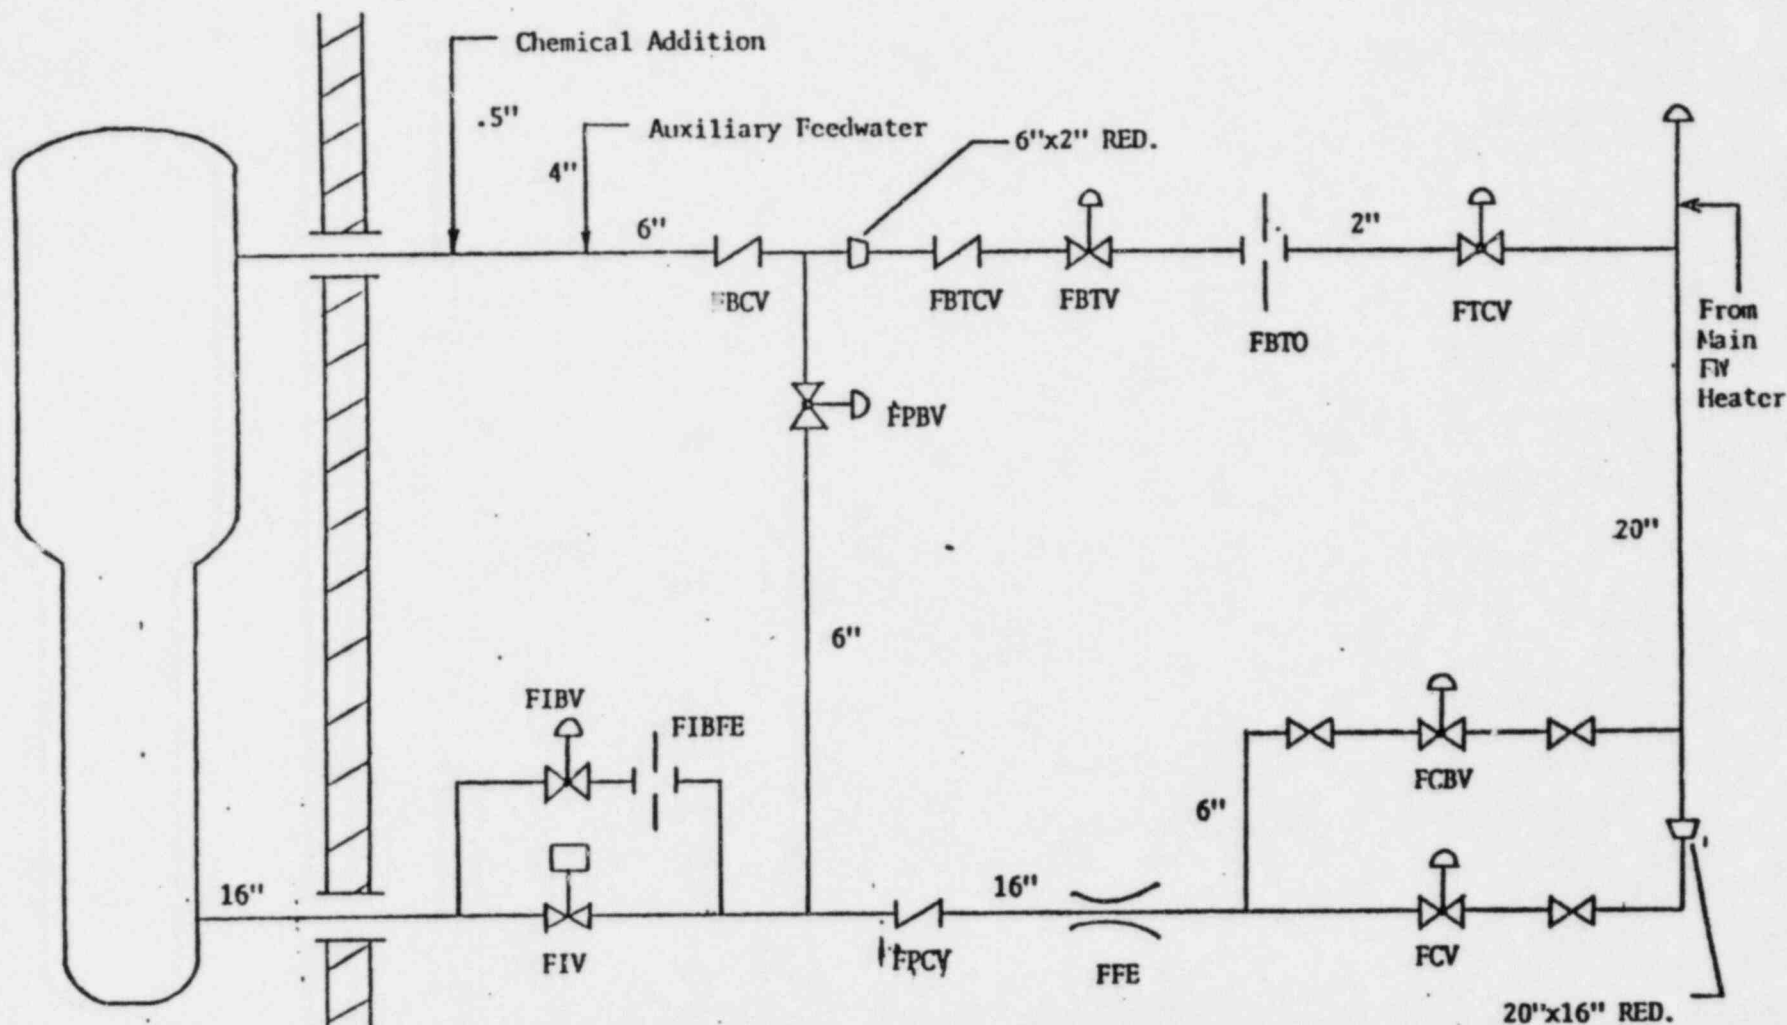 Chemical Addition
.5"
Auxiliary Feedwater
4"
6"x2" RED.
6"
2"
FBCV
FBTCV
FBTV
FBTO
FTCV
From
Main
FW
Heater
FPBV
20"
6"
FIBV
FIBFE
FCBV
6"
16"
16"
FIV
FPCV
FFE
FCV
20"x16" RED.